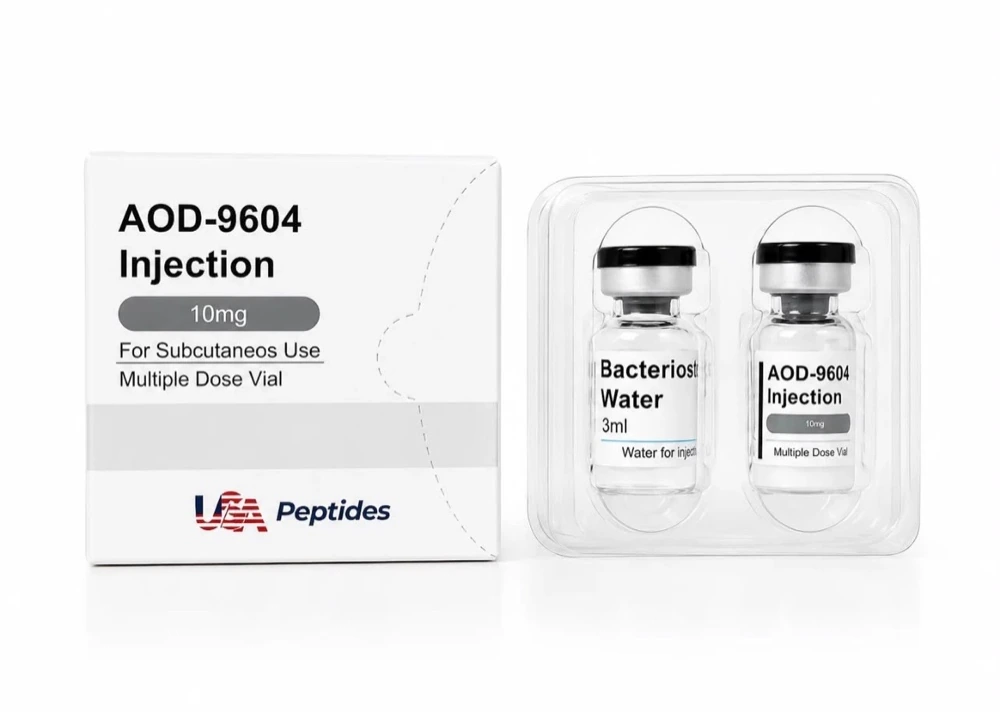 AOD-9604
Injection
10mg
For Subcutaneos Use
Multiple Dose Vial
USA Peptides
Bacteriost
Water
3ml
Water for inject
AOD-9604
Injection
10mg
Multiple Dose Vial